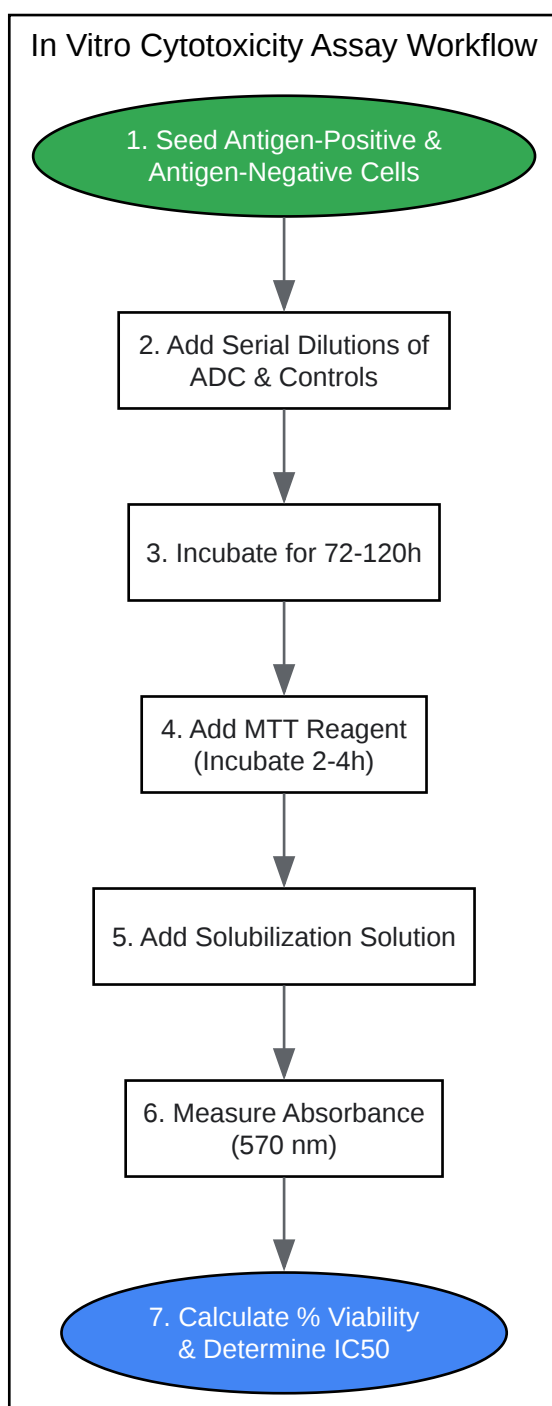 In Vitro Cytotoxicity Assay Workflow
1. Seed Antigen-Positive &
Antigen-Negative Cells
2. Add Serial Dilutions of
ADC & Controls
3. Incubate for 72-120h
4. Add MTT Reagent
(Incubate 2-4h)
5. Add Solubilization Solution
6. Measure Absorbance
(570 nm)
7. Calculate % Viability
& Determine IC50